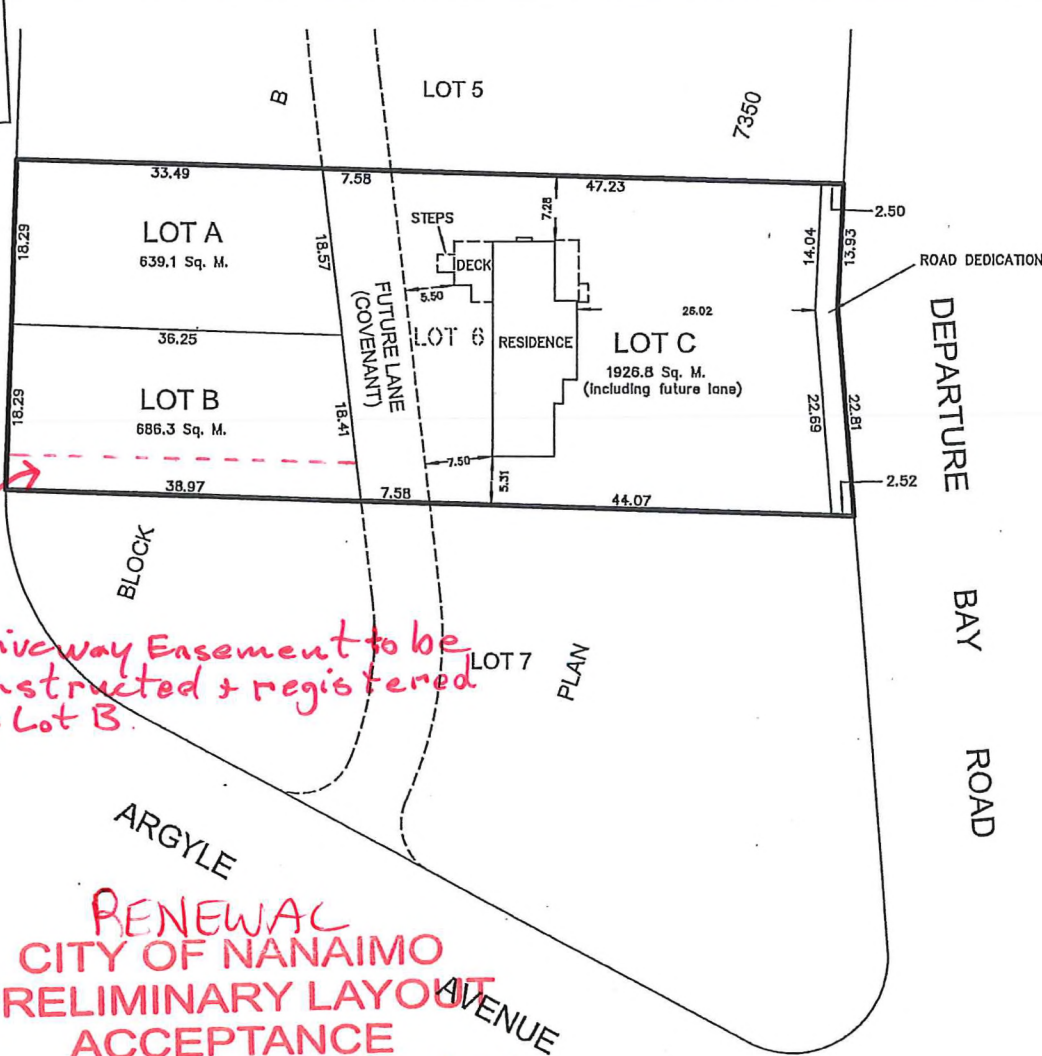 LOT 5
B
7350
33.49
7.58
47.23
2.50
18.29
LOT A
639.1 Sq. M.
18.57
STEPS
7.28
14.04
13.93
DECK
ROAD DEDICATION
5.50
FUTURE LANE
(COVENANT)
26.02
36.25
LOT 6
RESIDENCE
LOT C
1926.8 Sq. M.
(including future lane)
18.29
LOT B
686.3 Sq. M.
18.41
22.69
22.81
7.50
5.31
2.52
38.97
7.58
44.07
DEPARTURE
BAY
ROAD
BLOCK
iveway Easement to be
nstructed + registered
Lot B.
LOT 7
PLAN
ARGYLE
AVENUE
RENEWAL
CITY OF NANAIMO
RELIMINARY LAYOUT
ACCEPTANCE